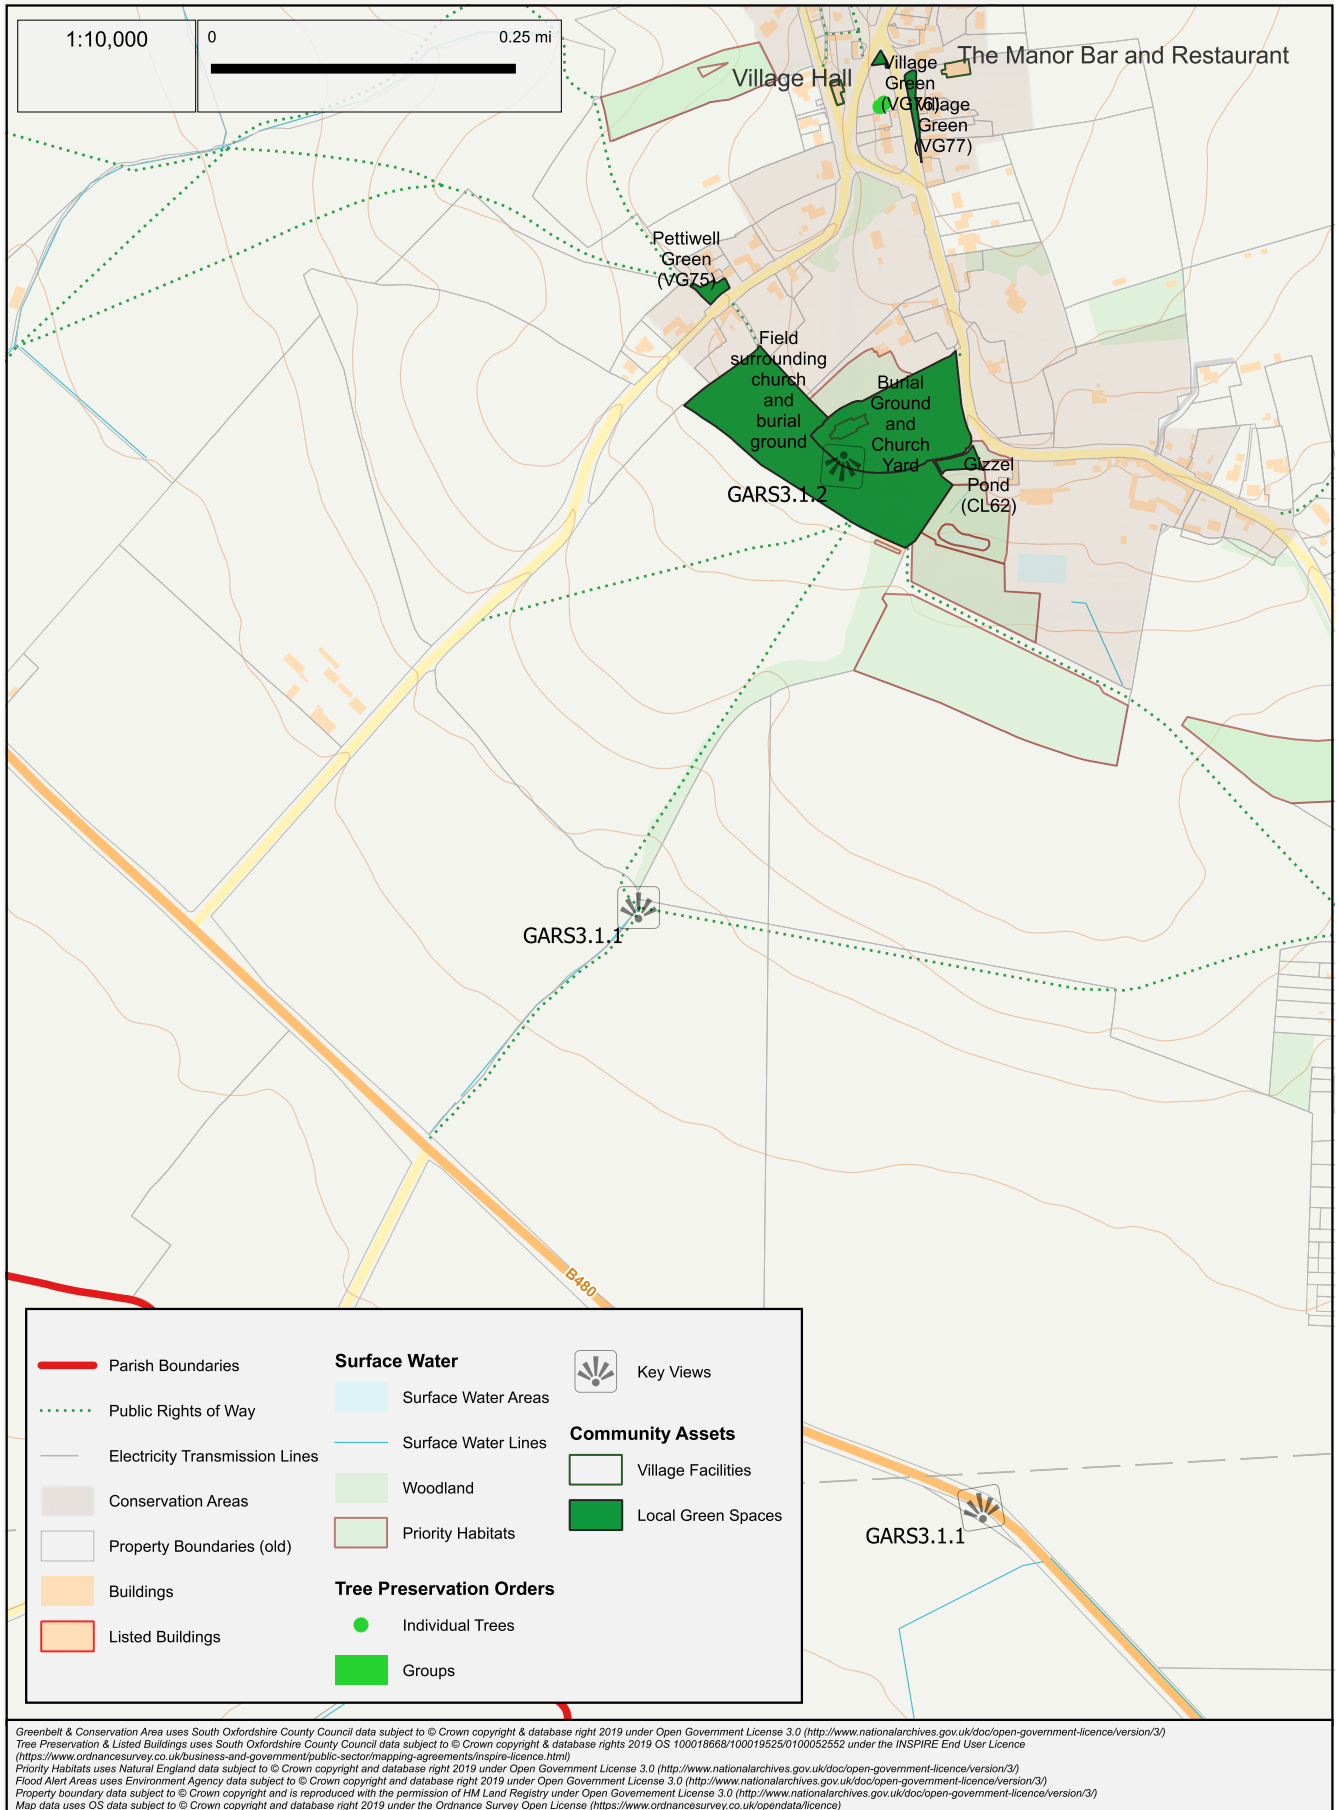 1:10,000
0
0.25 mi
Village Hall
The Manor Bar and Restaurant
Village
Green
(VG76)
Village
Green
(VG77)
Pettiwell
Green
(VG75)
Field
surrounding
church
and
burial
ground
Burial
Ground
and
Church
Yard
Gizzel
Pond
(CL62)
GARS3.1.2
GARS3.1.1
B480
GARS3.1.1
Parish Boundaries
Public Rights of Way
Electricity Transmission Lines
Conservation Areas
Property Boundaries (old)
Buildings
Listed Buildings
Surface Water
Surface Water Areas
Surface Water Lines
Woodland
Priority Habitats
Tree Preservation Orders
Individual Trees
Groups
Key Views
Community Assets
Village Facilities
Local Green Spaces
Greenbelt & Conservation Area uses South Oxfordshire County Council data subject to © Crown copyright & database right 2019 under Open Government License 3.0 (http://www.nationalarchives.gov.uk/doc/open-government-licence/version/3/)
Tree Preservation & Listed Buildings uses South Oxfordshire County Council data subject to © Crown copyright & database rights 2019 OS 100018668/100019525/0100052552 under the INSPIRE End User Licence
(https://www.ordnancesurvey.co.uk/business-and-government/public-sector/mapping-agreements/inspire-licence.html)
Priority Habitats uses Natural England data subject to © Crown copyright and database right 2019 under Open Government License 3.0 (http://www.nationalarchives.gov.uk/doc/open-government-licence/version/3/)
Flood Alert Areas uses Environment Agency data subject to © Crown copyright and database right 2019 under Open Government License 3.0 (http://www.nationalarchives.gov.uk/doc/open-government-licence/version/3/)
Property boundary data subject to © Crown copyright and is reproduced with the permission of HM Land Registry under Open Governement License 3.0 (http://www.nationalarchives.gov.uk/doc/open-government-licence/version/3/)
Map data uses OS data subject to © Crown copyright and database right 2019 under the Ordnance Survey Open License (https://www.ordnancesurvey.co.uk/opendata/licence)